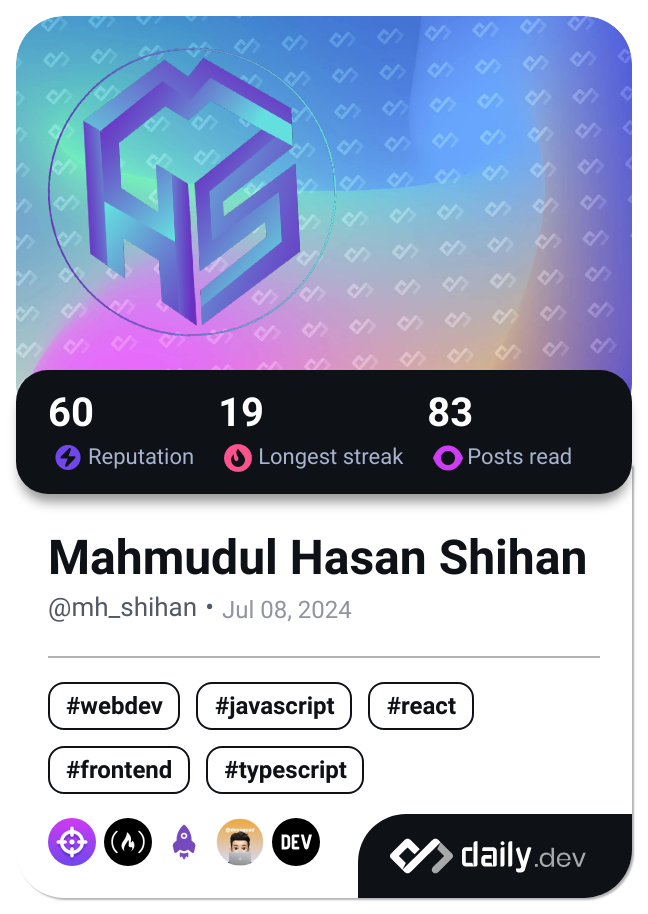 MHS
60 19 83
Reputation Longest streak Posts read
Mahmudul Hasan Shihan
@mh_shihan • Jul 08, 2024
#webdev #javascript #react
#frontend #typescript
DEV
daily.dev